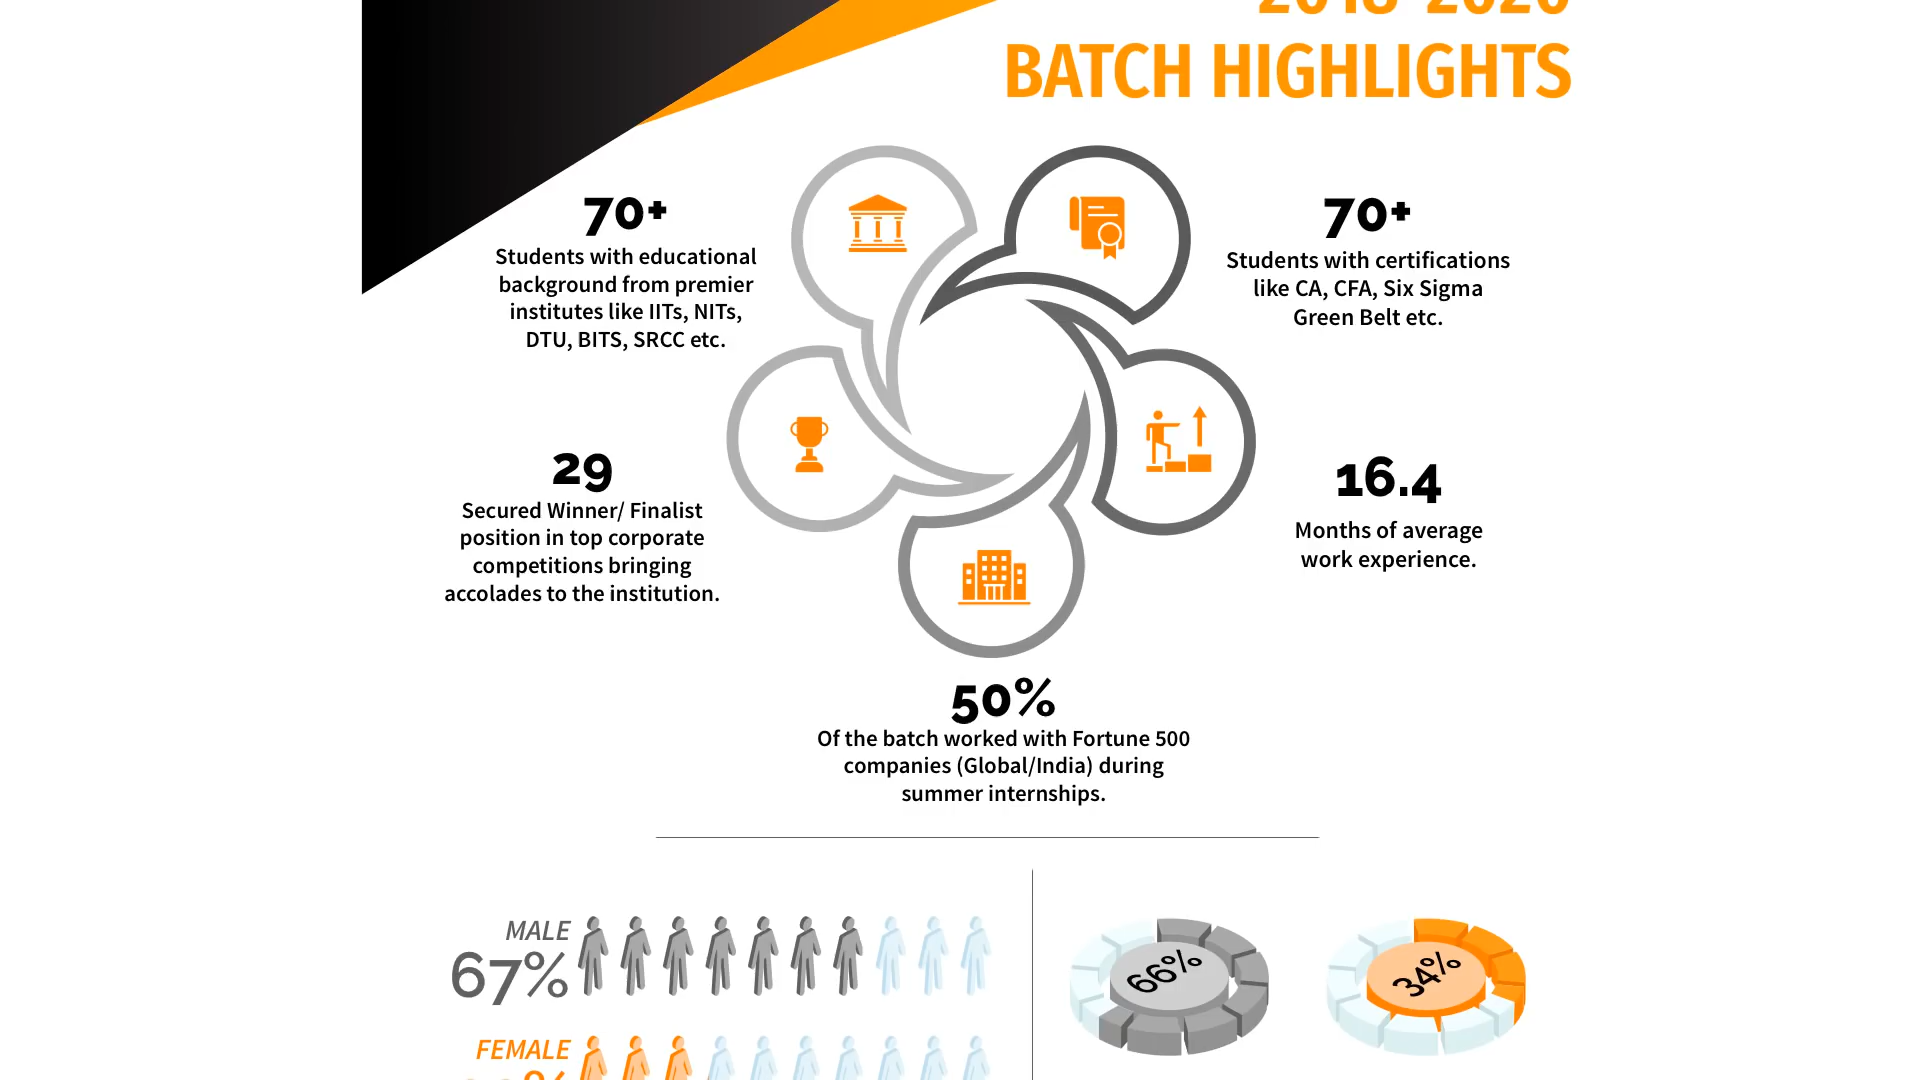 2018-2020
BATCH HIGHLIGHTS
70+
Students with educational
background from premier
institutes like IITs, NITs,
DTU, BITS, SRCC etc.
70+
Students with certifications
like CA, CFA, Six Sigma
Green Belt etc.
29
Secured Winner/ Finalist
position in top corporate
competitions bringing
accolades to the institution.
16.4
Months of average
work experience.
50%
Of the batch worked with Fortune 500
companies (Global/India) during
summer internships.
MALE
67%
FEMALE
66%
34%